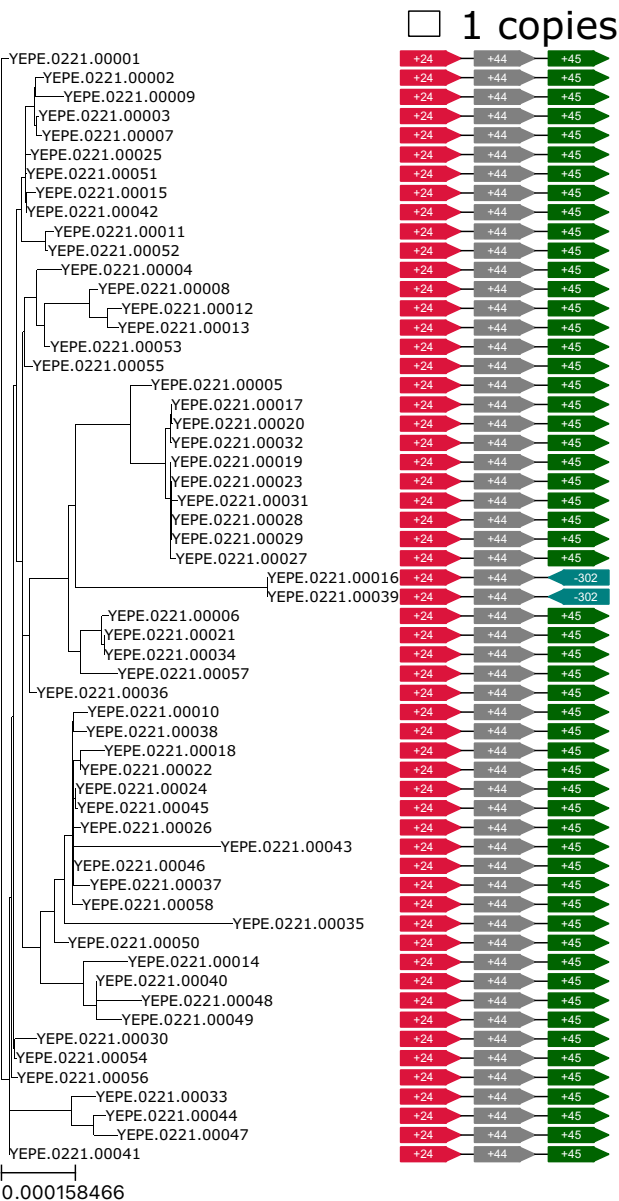 1 copies
YEPE.0221.00001 +24 +44 +45
YEPE.0221.00002 +24 +44 +45
YEPE.0221.00009 +24 +44 +45
YEPE.0221.00003 +24 +44 +45
YEPE.0221.00007 +24 +44 +45
YEPE.0221.00025 +24 +44 +45
YEPE.0221.00051 +24 +44 +45
YEPE.0221.00015 +24 +44 +45
YEPE.0221.00042 +24 +44 +45
YEPE.0221.00011 +24 +44 +45
YEPE.0221.00052 +24 +44 +45
YEPE.0221.00004 +24 +44 +45
YEPE.0221.00008 +24 +44 +45
YEPE.0221.00012 +24 +44 +45
YEPE.0221.00013 +24 +44 +45
YEPE.0221.00053 +24 +44 +45
YEPE.0221.00055 +24 +44 +45
YEPE.0221.00005 +24 +44 +45
YEPE.0221.00017 +24 +44 +45
YEPE.0221.00020 +24 +44 +45
YEPE.0221.00032 +24 +44 +45
YEPE.0221.00019 +24 +44 +45
YEPE.0221.00023 +24 +44 +45
YEPE.0221.00031 +24 +44 +45
YEPE.0221.00028 +24 +44 +45
YEPE.0221.00029 +24 +44 +45
YEPE.0221.00027 +24 +44 +45
YEPE.0221.00016 +24 +44 -302
YEPE.0221.00039 +24 +44 -302
YEPE.0221.00006 +24 +44 +45
YEPE.0221.00021 +24 +44 +45
YEPE.0221.00034 +24 +44 +45
YEPE.0221.00057 +24 +44 +45
YEPE.0221.00036 +24 +44 +45
YEPE.0221.00010 +24 +44 +45
YEPE.0221.00038 +24 +44 +45
YEPE.0221.00018 +24 +44 +45
YEPE.0221.00022 +24 +44 +45
YEPE.0221.00024 +24 +44 +45
YEPE.0221.00045 +24 +44 +45
YEPE.0221.00026 +24 +44 +45
YEPE.0221.00043 +24 +44 +45
YEPE.0221.00046 +24 +44 +45
YEPE.0221.00037 +24 +44 +45
YEPE.0221.00058 +24 +44 +45
YEPE.0221.00035 +24 +44 +45
YEPE.0221.00050 +24 +44 +45
YEPE.0221.00014 +24 +44 +45
YEPE.0221.00040 +24 +44 +45
YEPE.0221.00048 +24 +44 +45
YEPE.0221.00049 +24 +44 +45
YEPE.0221.00030 +24 +44 +45
YEPE.0221.00054 +24 +44 +45
YEPE.0221.00056 +24 +44 +45
YEPE.0221.00033 +24 +44 +45
YEPE.0221.00044 +24 +44 +45
YEPE.0221.00047 +24 +44 +45
YEPE.0221.00041 +24 +44 +45
0.000158466